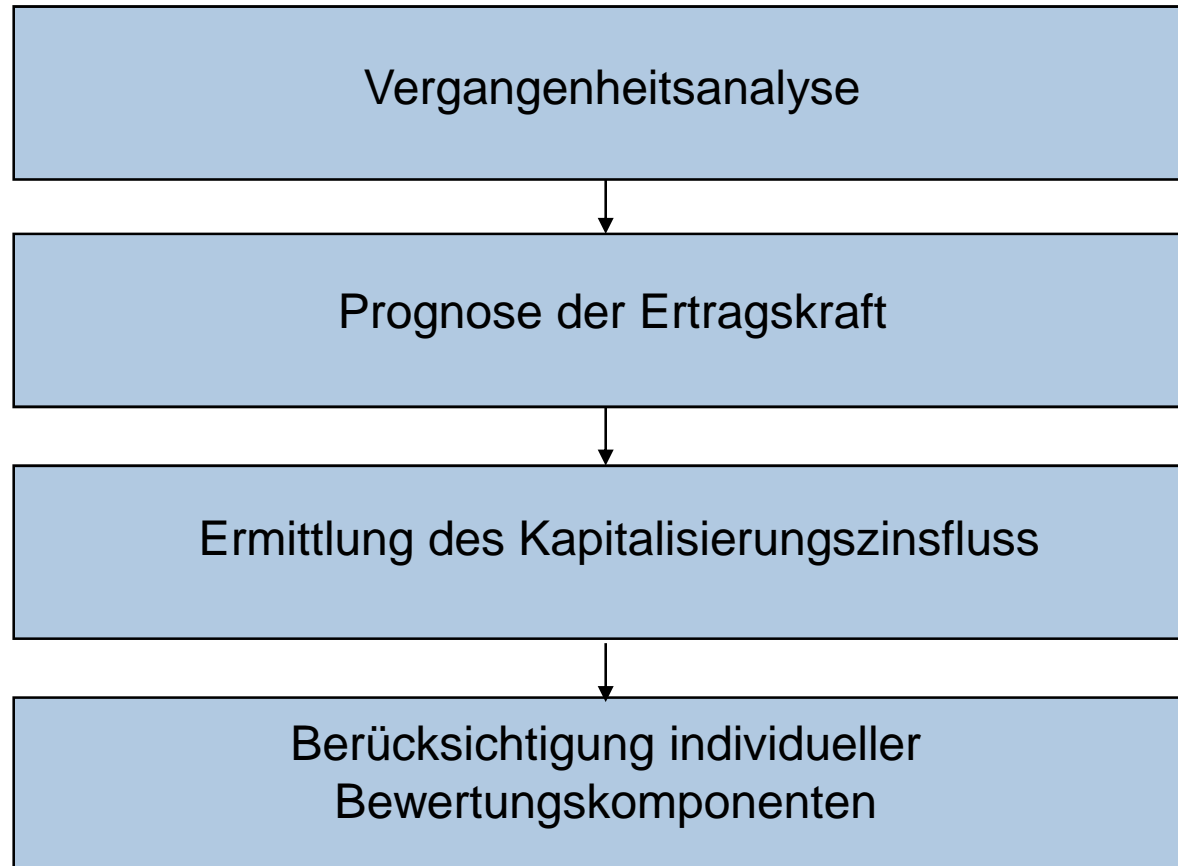 Vergangenheitsanalyse
Prognose der Ertragskraft
Ermittlung des Kapitalisierungszinsfluss
Berücksichtigung individueller
Bewertungskomponenten